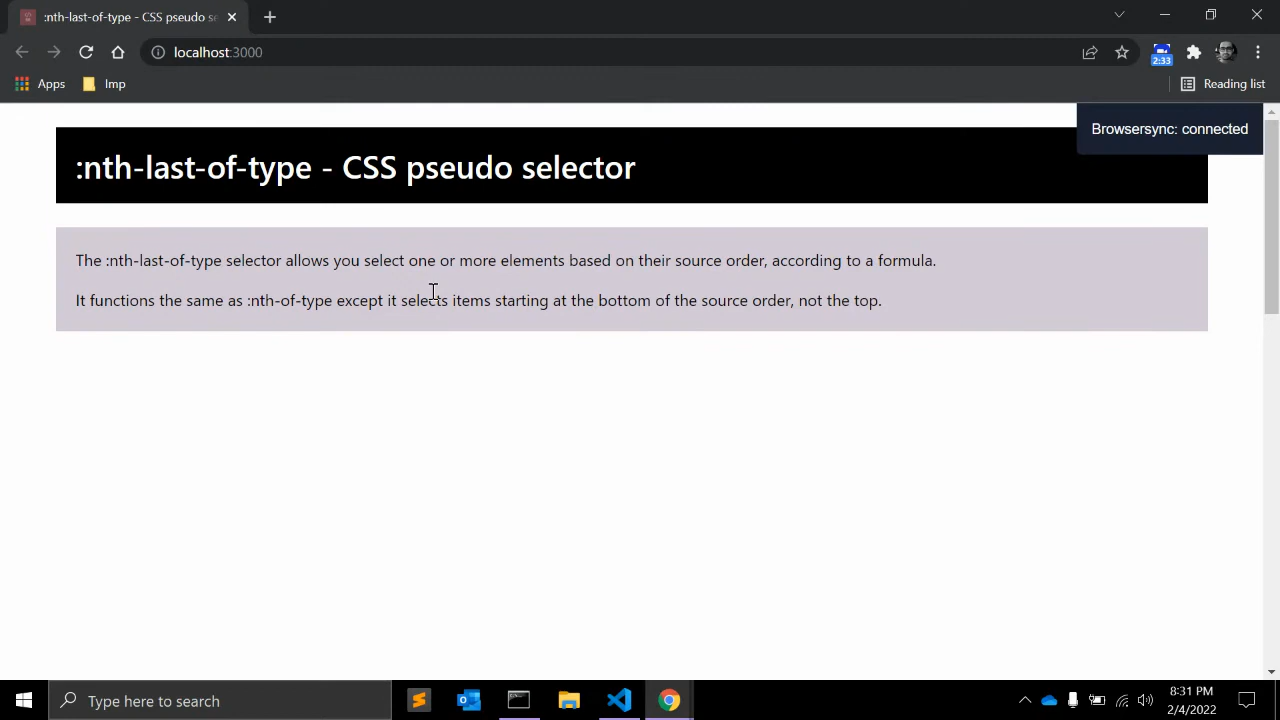 :nth-last-of-type - CSS pseudo se
localhost:3000
2:33
Apps
Imp
Reading list
Browsersync: connected
:nth-last-of-type - CSS pseudo selector
The :nth-last-of-type selector allows you select one or more elements based on their source order, according to a formula.
It functions the same as :nth-of-type except it selects items starting at the bottom of the source order, not the top.
Type here to search
8:31 PM
2/4/2022